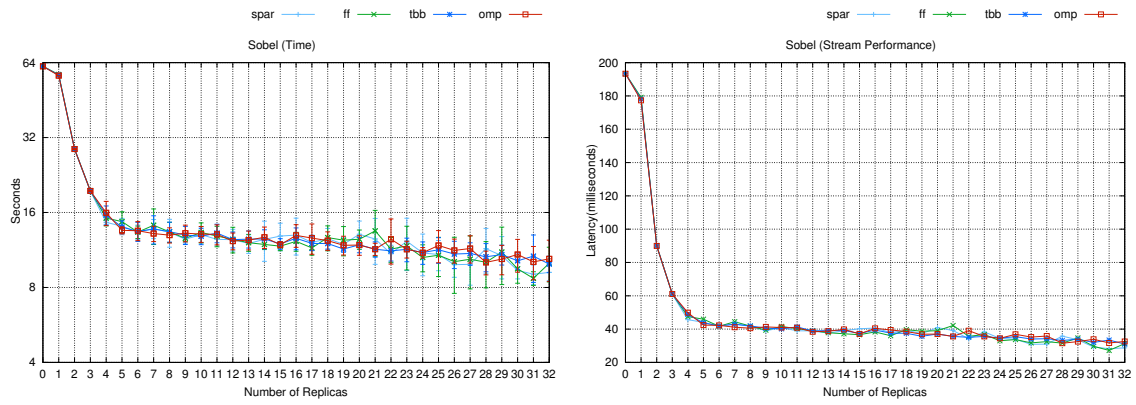 spar ff tbb omp
Sobel (Time)
64
32
16
8
4
Seconds
0 1 2 3 4 5 6 7 8 9 10 11 12 13 14 15 16 17 18 19 20 21 22 23 24 25 26 27 28 29 30 31 32
Number of Replicas
spar ff tbb omp
Sobel (Stream Performance)
200
180
160
140
120
100
80
60
40
20
Latency(milliseconds)
0 1 2 3 4 5 6 7 8 9 10 11 12 13 14 15 16 17 18 19 20 21 22 23 24 25 26 27 28 29 30 31 32
Number of Replicas